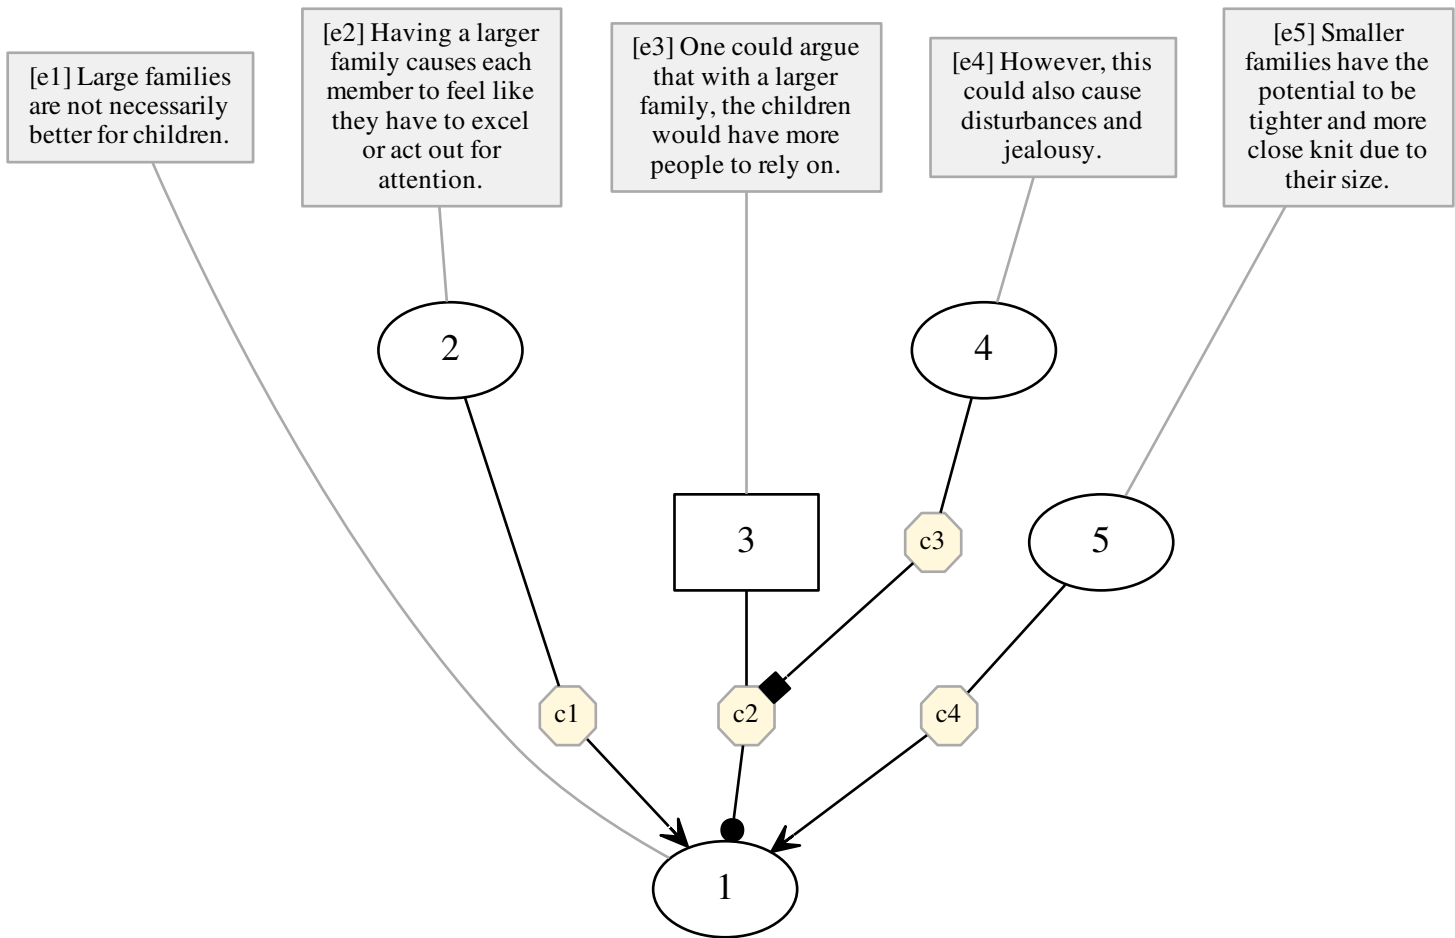 [e1] Large families
are not necessarily
better for children.
[e2] Having a larger
family causes each
member to feel like
they have to excel
or act out for
attention.
[e3] One could argue
that with a larger
family, the children
would have more
people to rely on.
[e4] However, this
could also cause
disturbances and
jealousy.
[e5] Smaller
families have the
potential to be
tighter and more
close knit due to
their size.
2
4
3
c3
5
c1
c2
c4
1